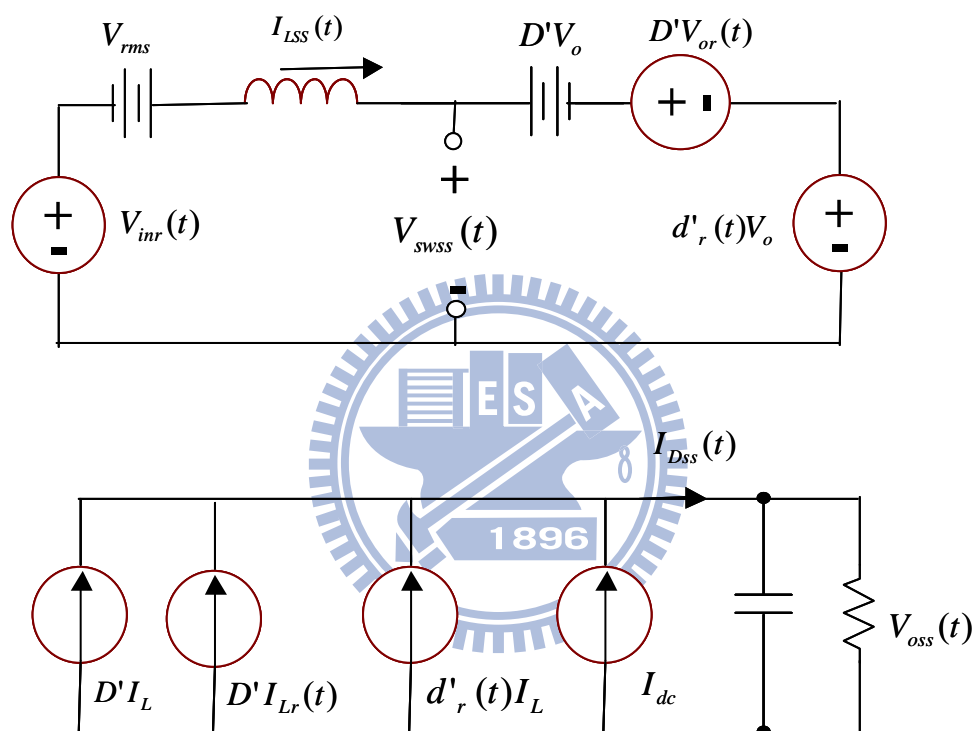 V_rms
I_LSS(t)
D'V_o
D'V_or(t)
+
+
-
V_inr(t)
+
V_swss(t)
-
+ -
d'_r(t)V_o
+
-
E S A
1896
I_Dss(t)
D'I_L
D'I_Lr(t)
d'_r(t)I_L
I_dc
V_oss(t)